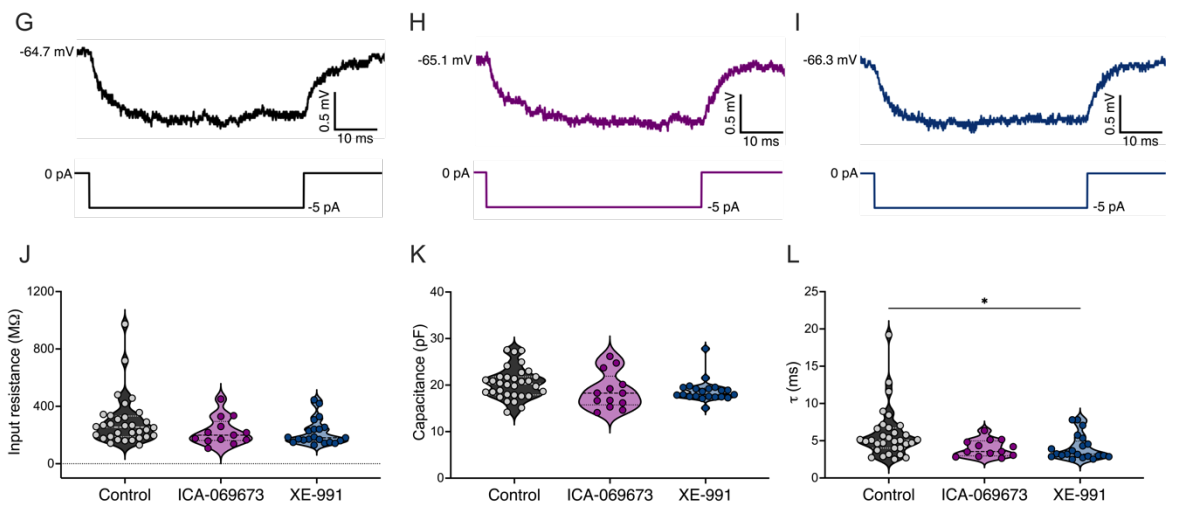 G
H
I
-64.7 mV
0.5 mV
10 ms
-65.1 mV
0.5 mV
10 ms
-66.3 mV
0.5 mV
10 ms
0 pA
-5 pA
0 pA
-5 pA
0 pA
-5 pA
J
K
L
Input resistance (MΩ)
1200
800
400
0
Control
ICA-069673
XE-991
Capacitance (pF)
40
30
20
10
0
Control
ICA-069673
XE-991
τ (ms)
25
20
15
10
5
0
*
Control
ICA-069673
XE-991